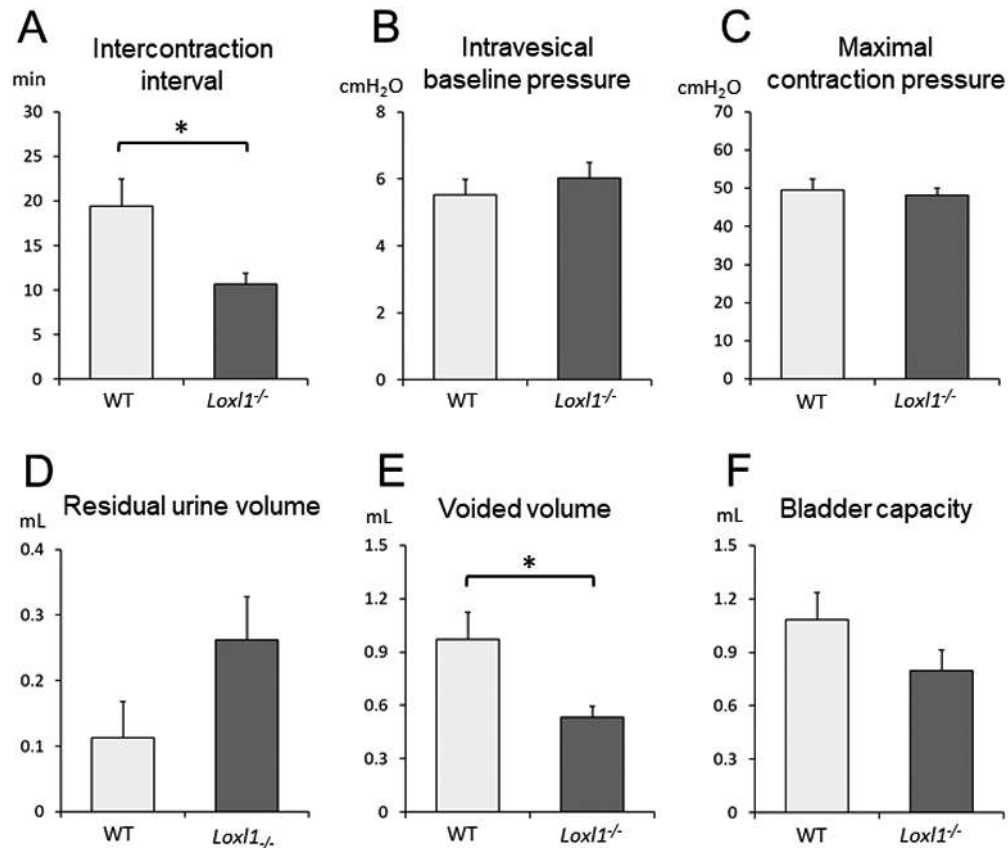 A
Intercontraction
interval
min
30
25
20
15
10
5
0
*
WT
Loxl1-/-
B
Intravesical
baseline pressure
cmH2O
8
6
4
2
0
WT
Loxl1-/-
C
Maximal
contraction pressure
cmH2O
70
60
50
40
30
20
10
0
WT
Loxl1-/-
D
Residual urine volume
mL
0.4
0.3
0.2
0.1
0
WT
Loxl1-/-
E
Voided volume
mL
1.5
1.2
0.9
0.6
0.3
0
*
WT
Loxl1-/-
F
Bladder capacity
mL
1.5
1.2
0.9
0.6
0.3
0
WT
Loxl1-/-